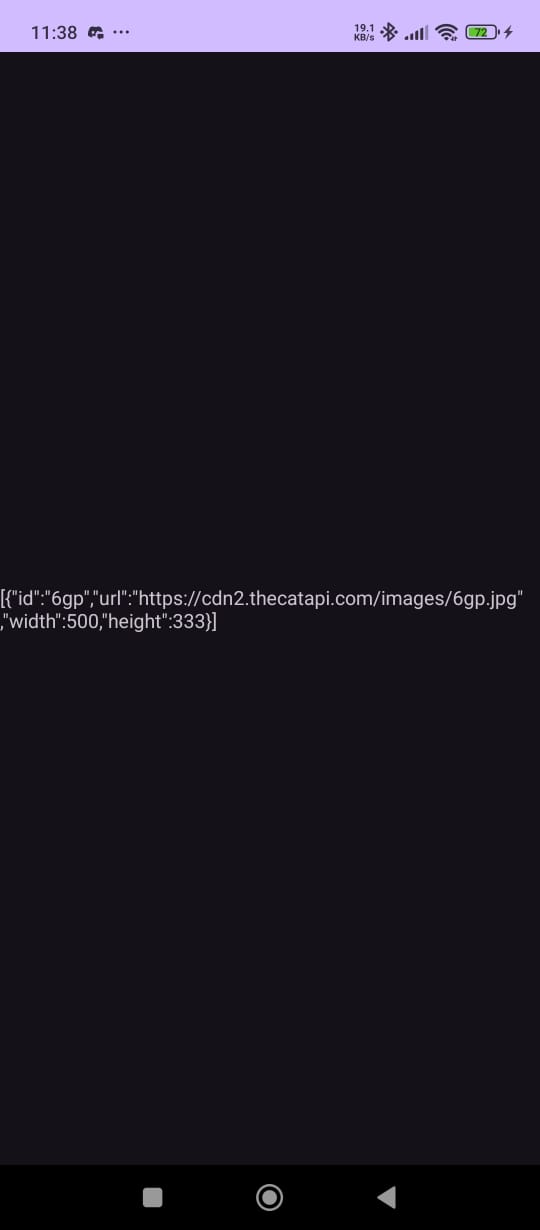 11:38
19.1
KB/s
72
[{"id":"6gp","url":"https://cdn2.thecatapi.com/images/6gp.jpg"
,"width":500,"height":333}]